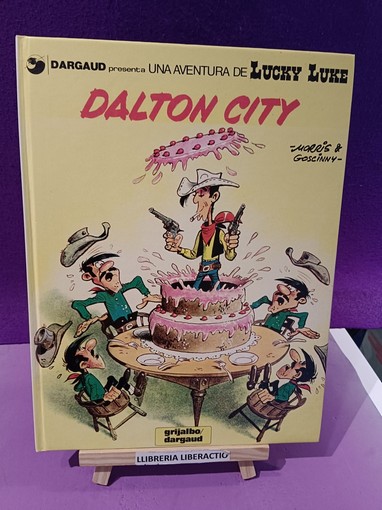 DARGAUD presenta UNA AVENTURA DE LUCKY LUKE
DALTON CITY
-MORRIS &
GOSCINNY-
grijalbo/
dargaud
LLIBRERIA LIBERACTIO